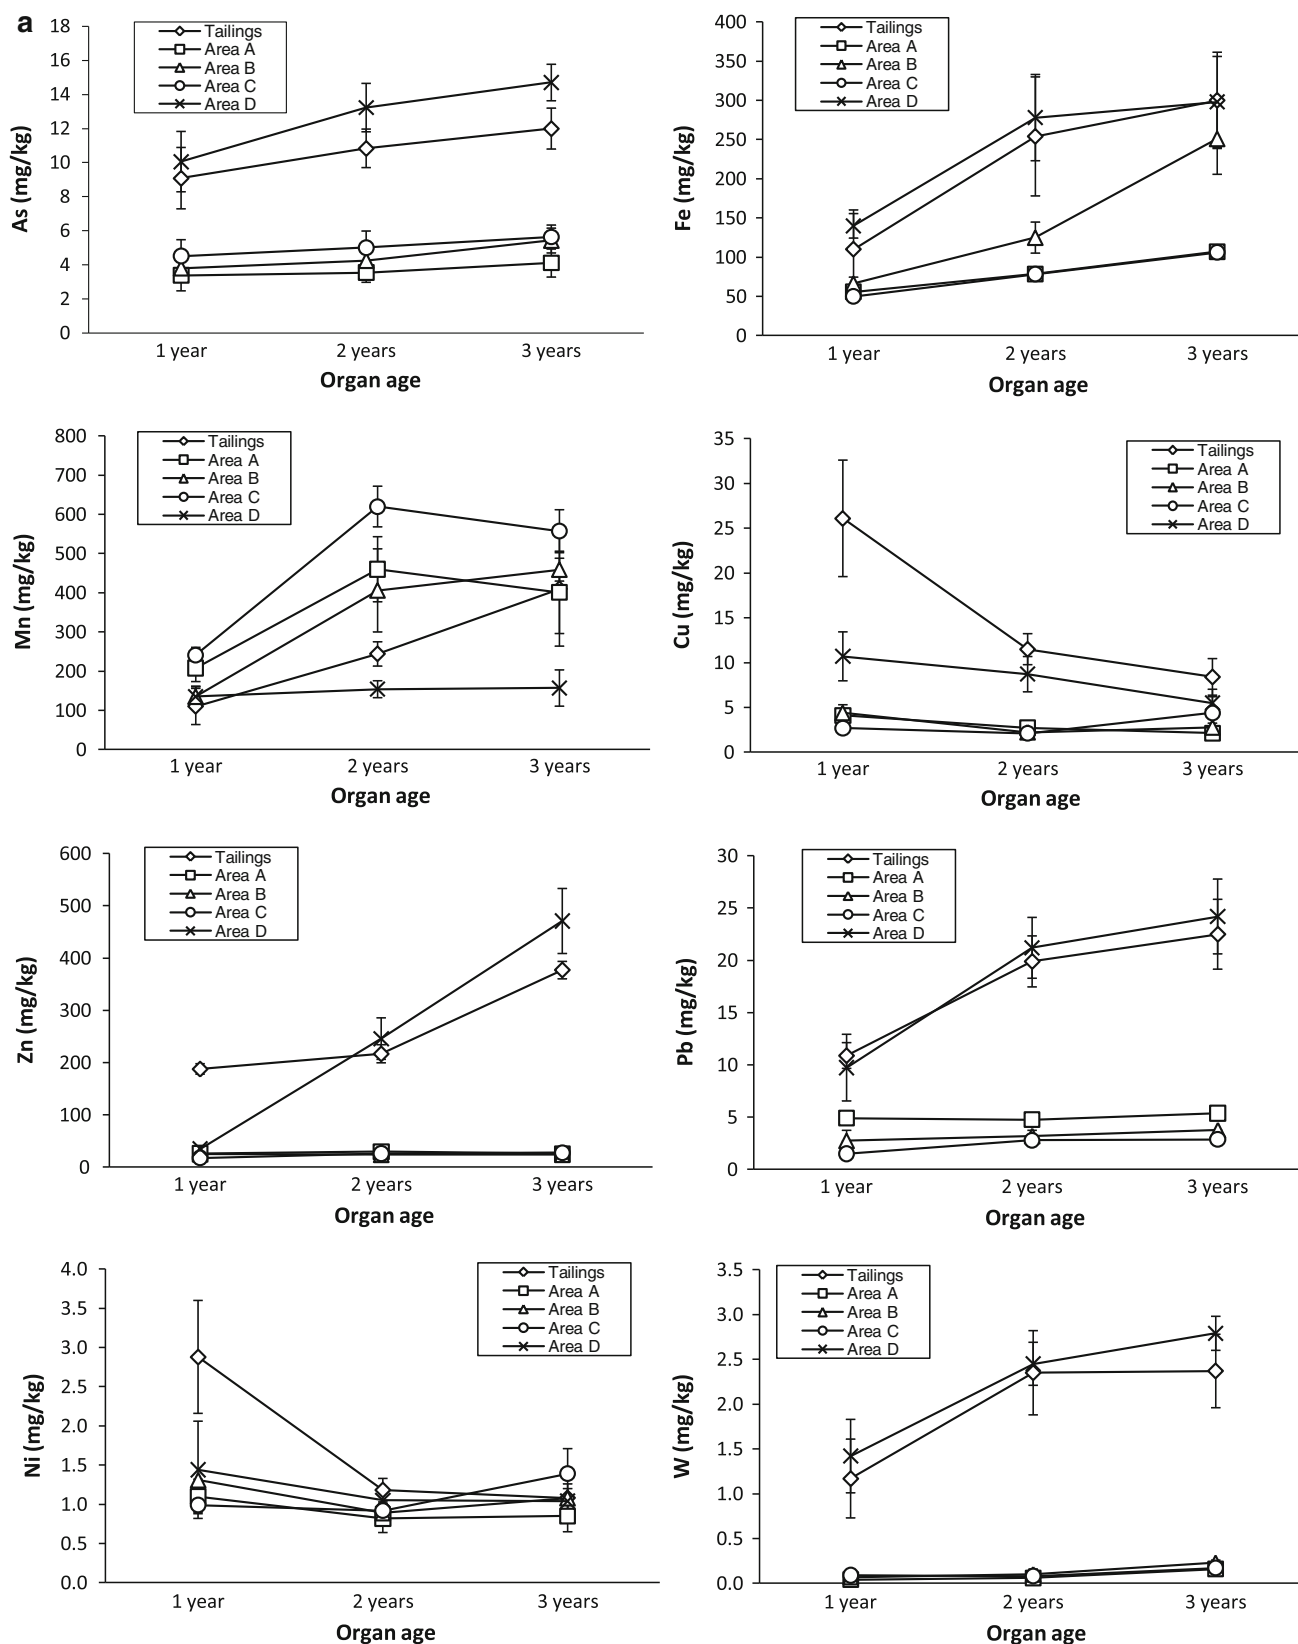 a
As (mg/kg)
18
16
14
12
10
8
6
4
2
0
Tailings
Area A
Area B
Area C
Area D
1 year 2 years 3 years
Organ age
Fe (mg/kg)
400
350
300
250
200
150
100
50
0
Tailings
Area A
Area B
Area C
Area D
1 year 2 years 3 years
Organ age
Mn (mg/kg)
800
700
600
500
400
300
200
100
0
Tailings
Area A
Area B
Area C
Area D
1 year 2 years 3 years
Organ age
Cu (mg/kg)
35
30
25
20
15
10
5
0
Tailings
Area A
Area B
Area C
Area D
1 year 2 years 3 years
Organ age
Zn (mg/kg)
600
500
400
300
200
100
0
Tailings
Area A
Area B
Area C
Area D
1 year 2 years 3 years
Organ age
Pb (mg/kg)
30
25
20
15
10
5
0
Tailings
Area A
Area B
Area C
Area D
1 year 2 years 3 years
Organ age
Ni (mg/kg)
4.0
3.5
3.0
2.5
2.0
1.5
1.0
0.5
0.0
Tailings
Area A
Area B
Area C
Area D
1 year 2 years 3 years
Organ age
W (mg/kg)
3.5
3.0
2.5
2.0
1.5
1.0
0.5
0.0
Tailings
Area A
Area B
Area C
Area D
1 year 2 years 3 years
Organ age